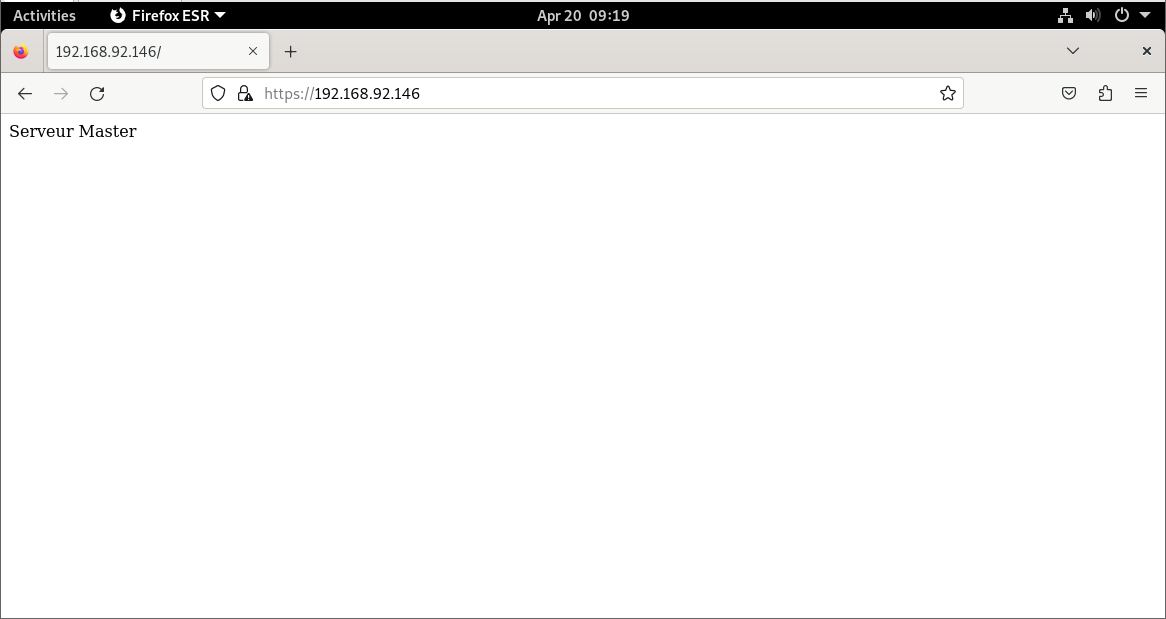 Activities Firefox ESR Apr 20 09:19
192.168.92.146/
https://192.168.92.146
Serveur Master